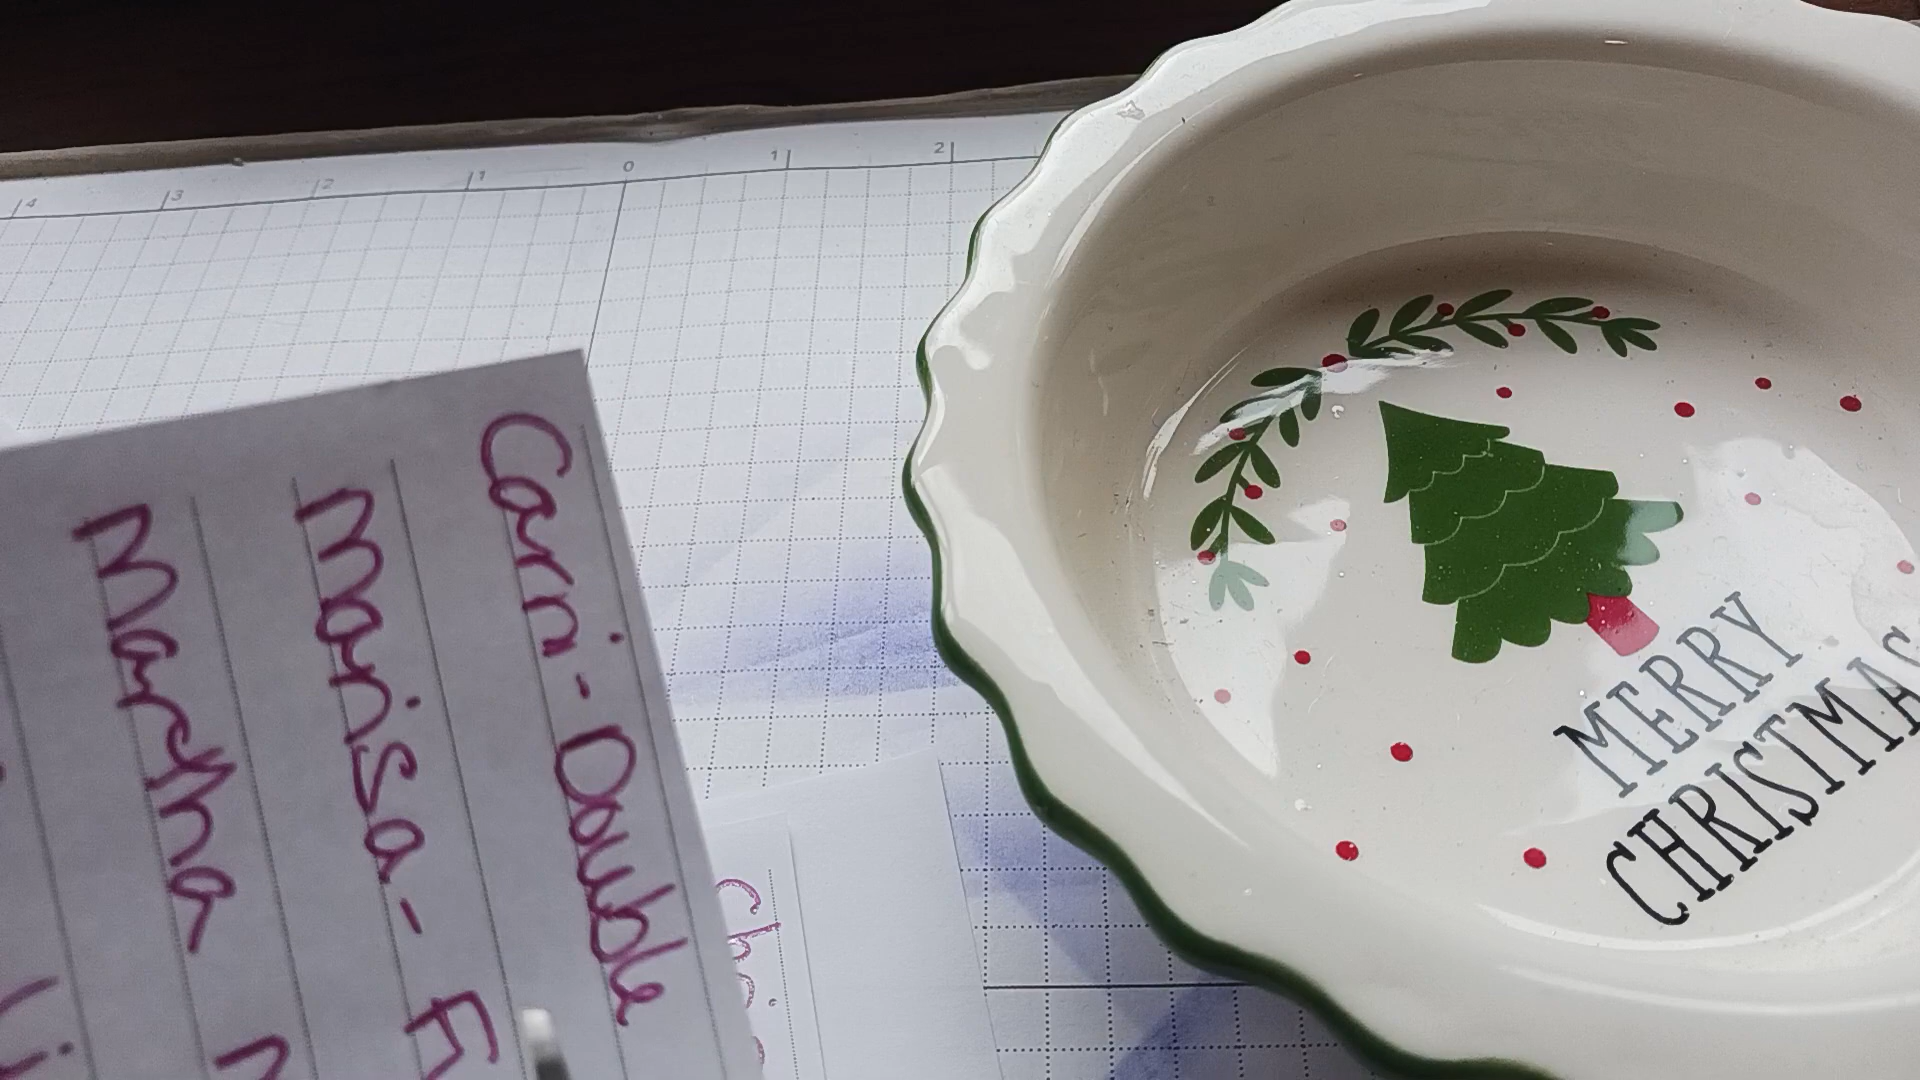 4 3 2 1 0 1 2
Carri - Double
Marisa -
Martha
MERRY
CHRISTMAS